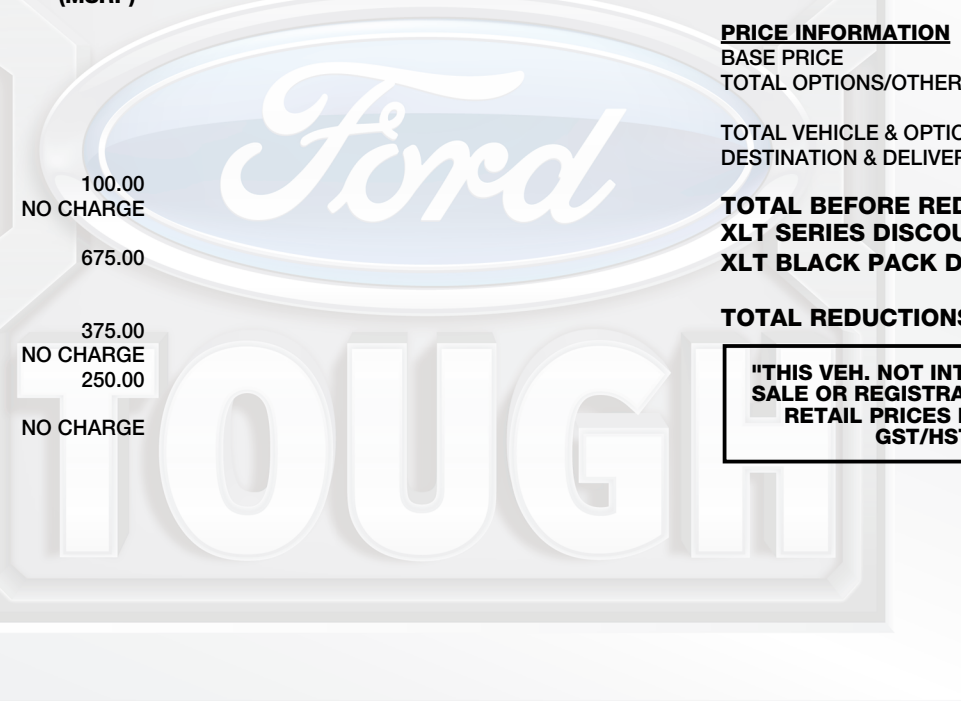 (MSRP)
100.00
NO CHARGE
675.00
375.00
NO CHARGE
250.00
NO CHARGE
PRICE INFORMATION
BASE PRICE
TOTAL OPTIONS/OTHER
TOTAL VEHICLE & OPTIO
DESTINATION & DELIVER
TOTAL BEFORE RED
XLT SERIES DISCOU
XLT BLACK PACK D
TOTAL REDUCTIONS
"THIS VEH. NOT INT
SALE OR REGISTRA
RETAIL PRICES
GST/HST
Ford
TOUGH